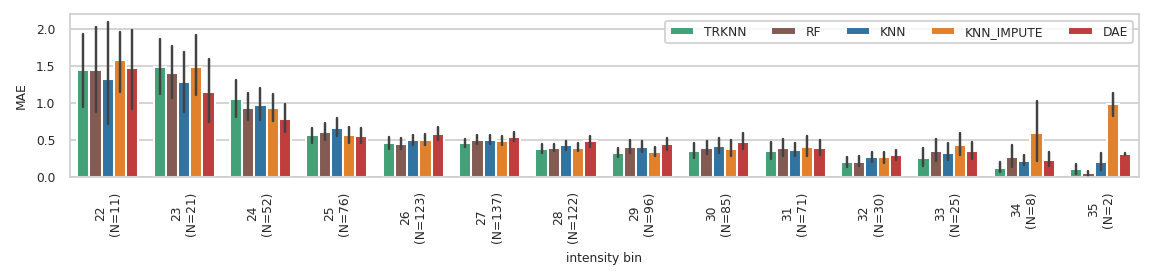 2.0
1.5
1.0
0.5
0.0
MAE
TRKNN RF KNN KNN_IMPUTE DAE
22
(N=11)
23
(N=21)
24
(N=52)
25
(N=76)
26
(N=123)
27
(N=137)
28
(N=122)
29
(N=96)
30
(N=85)
31
(N=71)
32
(N=30)
33
(N=25)
34
(N=8)
35
(N=2)
intensity bin